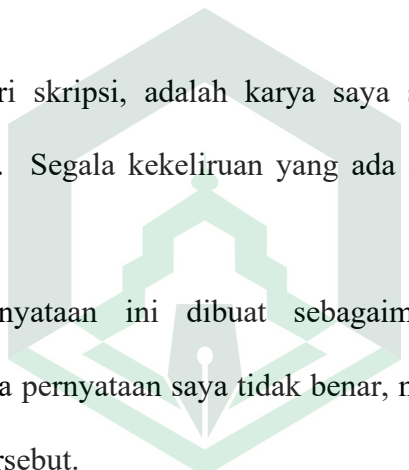 ri skripsi, adalah karya saya s
. Segala kekeliruan yang ada
nyataan ini dibuat sebagaim
a pernyataan saya tidak benar, m
rsebut.